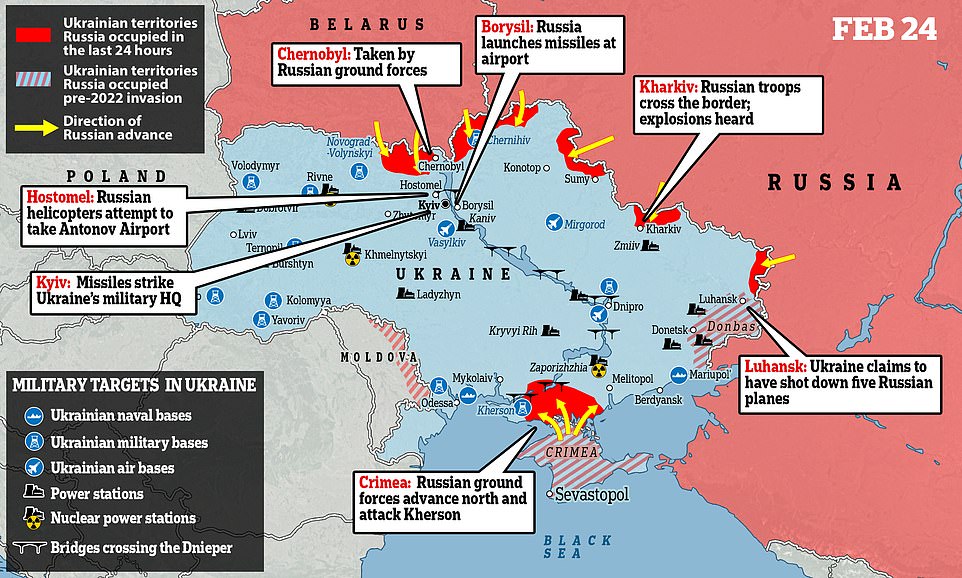 Ukrainian territories
Russia occupied in
the last 24 hours
Ukrainian territories
Russia occupied
pre-2022 invasion
Direction of
Russian advance
BELARUS
FEB 24
Chernobyl: Taken by
Russian ground forces
Borysil: Russia
launches missiles at
airport
Kharkiv: Russian troops
cross the border;
explosions heard
POLAND
RUSSIA
Novograd
-Volynskyi
Chernihiv
Volodymyr
Chernobyl
Konotop
Rivne
Sumy
Hostomel
Hostomel: Russian
helicopters attempt to
take Antonov Airport
Dobrotvir
Kyiv
Borysil
Zhytomyr
Kaniv
Mirgorod
Kharkiv
Lviv
Vasylkiv
Zmiiv
Ternopil
Khmelnytskyi
Burshtyn
UKRAINE
Kyiv: Missiles strike
Ukraine's military HQ
Ladyzhyn
Kolomyya
Luhansk
Dnipro
Yavoriv
Kryvyi Rih
Donetsk
Donbas
MOLDOVA
Zaporizhzhia
Luhansk: Ukraine claims
to have shot down five Russian
planes
Mykolaiv
Melitopol
Mariupol'
Odessa
Kherson
Berdyansk
MILITARY TARGETS IN UKRAINE
Ukrainian naval bases
Ukrainian military bases
Ukrainian air bases
Power stations
Nuclear power stations
Bridges crossing the Dnieper
CRIMEA
Crimea: Russian ground
forces advance north and
attack Kherson
Sevastopol
BLACK
SEA